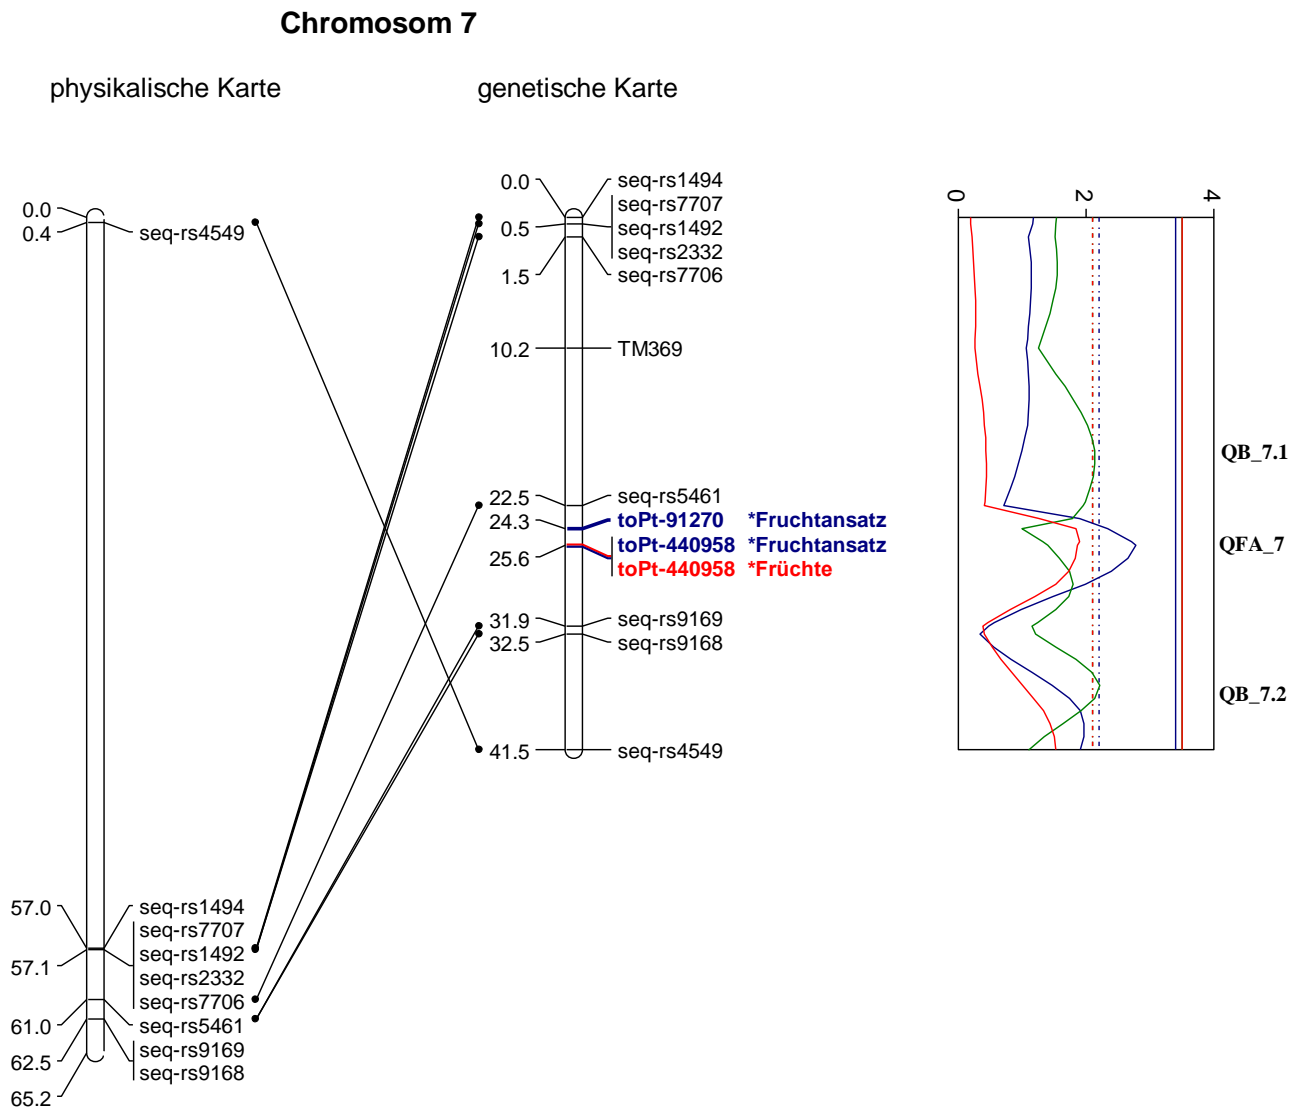 Chromosom 7
physikalische Karte
genetische Karte
0.0
0.4
seq-rs4549
57.0
57.1
61.0
62.5
65.2
seq-rs1494
seq-rs7707
seq-rs1492
seq-rs2332
seq-rs7706
seq-rs5461
seq-rs9169
seq-rs9168
0.0
0.5
1.5
10.2
22.5
24.3
25.6
31.9
32.5
41.5
seq-rs1494
seq-rs7707
seq-rs1492
seq-rs2332
seq-rs7706
TM369
seq-rs5461
toPt-91270 *Fruchtansatz
toPt-440958 *Fruchtansatz
toPt-440958 *Früchte
seq-rs9169
seq-rs9168
seq-rs4549
0
2
4
QB_7.1
QFA_7
QB_7.2